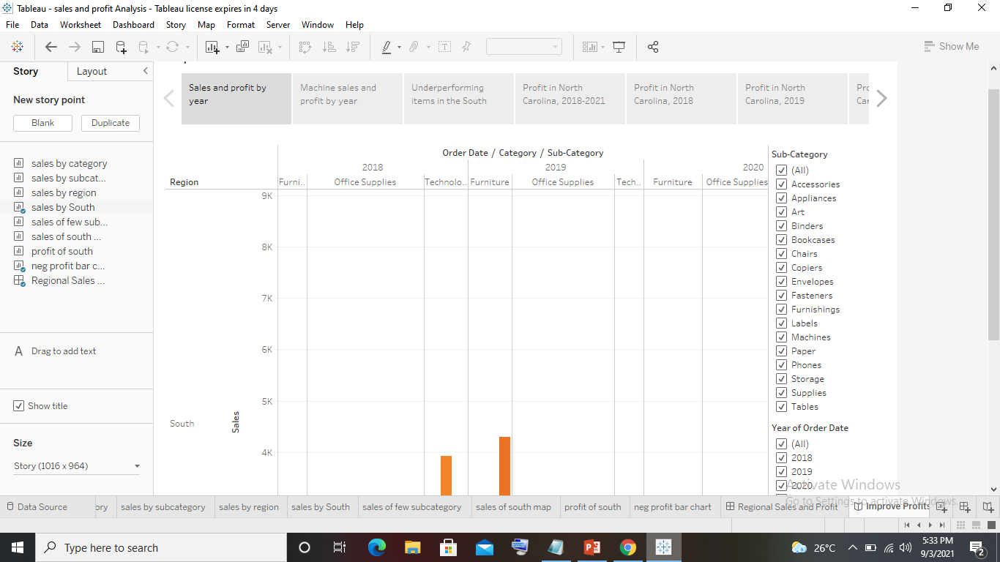 Tableau - sales and profit Analysis - Tableau license expires in 4 days
File Data Worksheet Dashboard Story Map Format Server Window Help
Show Me
Story Layout
New story point
Blank Duplicate
sales by category
sales by subcat...
sales by region
sales by South
sales of few sub...
sales of south ...
profit of south
neg profit bar c...
Regional Sales ...
A Drag to add text
Show title
Size
Story (1016 x 964)
Sales and profit by
year
Machine sales and
profit by year
Underperforming
items in the South
Profit in North
Carolina, 2018-2021
Profit in North
Carolina, 2018
Profit in North
Carolina, 2019
Order Date / Category / Sub-Category
2018 2019 2020
Region Furni.. Office Supplies Technolo.. Furniture Office Supplies Tech.. Furniture Office Supplies
9K
8K
7K
6K
5K
4K
South
Sales
Sub-Category
(All)
Accessories
Appliances
Art
Binders
Bookcases
Chairs
Copiers
Envelopes
Fasteners
Furnishings
Labels
Machines
Paper
Phones
Storage
Supplies
Tables
Year of Order Date
(All)
2018
2019
2020
Activate Windows
Go to Settings to activate Windows.
Data Source ory sales by subcategory sales by region sales by South sales of few subcategory sales of south map profit of south neg profit bar chart Regional Sales and Profit Improve Profits
Type here to search
26°C
5:33 PM
9/3/2021
2